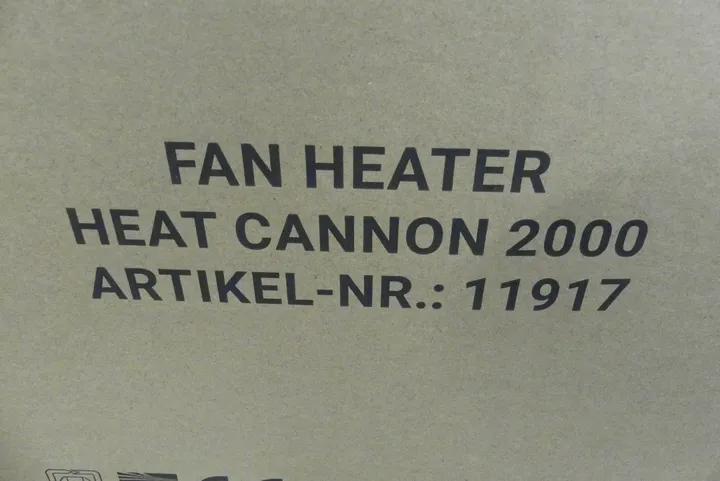 FAN HEATER
HEAT CANNON 2000
ARTIKEL-NR.: 11917